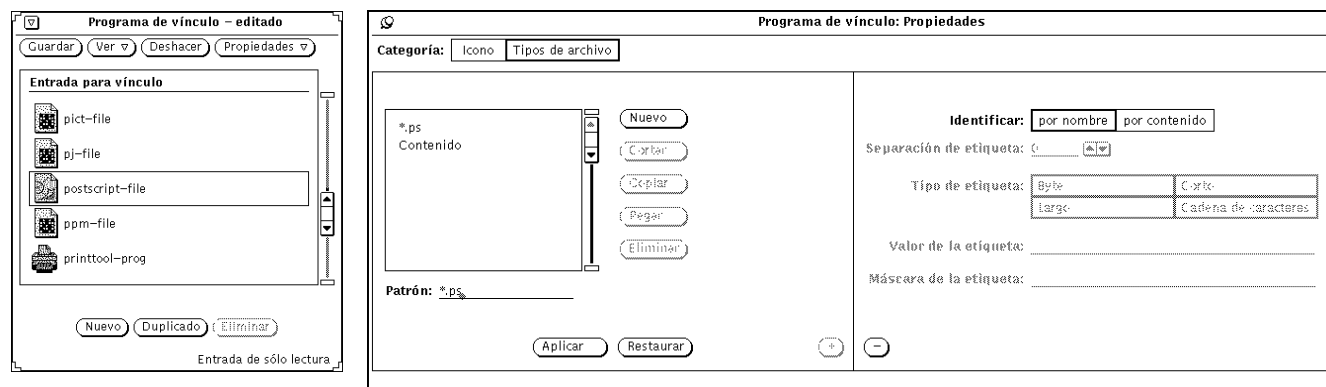 Programa de vínculo - editado
Guardar Ver Deshacer Propiedades
Entrada para vínculo
pict-file
pj-file
postscript-file
ppm-file
printtool-prog
Nuevo Duplicado Eliminar
Entrada de sólo lectura
Programa de vínculo: Propiedades
Categoría: Icono Tipos de archivo
*.ps
Contenido
Nuevo
Cortar
Copiar
Pegar
Eliminar
Patrón: *.ps
Aplicar Restaurar
+
Identificar: por nombre por contenido
Separación de etiqueta: 0
Tipo de etiqueta: Byte Corto
Largo Cadena de caracteres
Valor de la etiqueta:
Máscara de la etiqueta:
-